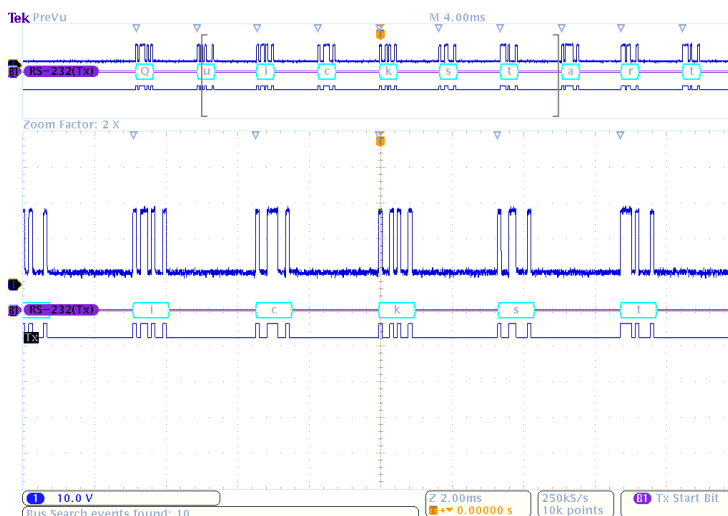 Tek PreVu M 4.00ms
B1 RS-232(Tx) Q u i c k s t a r t
Zoom Factor: 2 X
T
1
B1 RS-232(Tx) i c k s t
Tx
1 10.0 V Z 2.00ms 250kS/s B1 Tx Start Bit
T→▼ 0.00000 s 10k points
Bus Search events found: 10